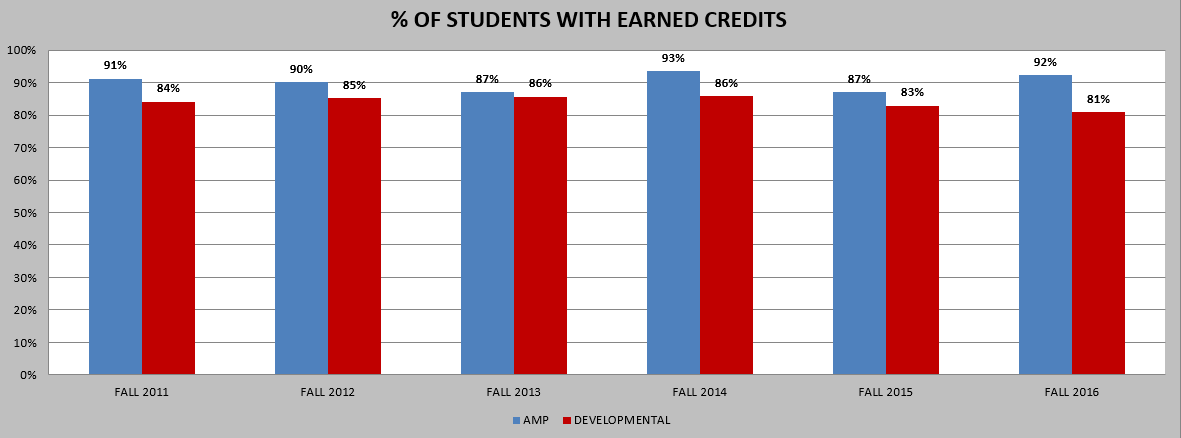 % OF STUDENTS WITH EARNED CREDITS
100%
90%
80%
70%
60%
50%
40%
30%
20%
10%
0%
91%
84%
90%
85%
87%
86%
93%
86%
87%
83%
92%
81%
FALL 2011
FALL 2012
FALL 2013
FALL 2014
FALL 2015
FALL 2016
AMP
DEVELOPMENTAL